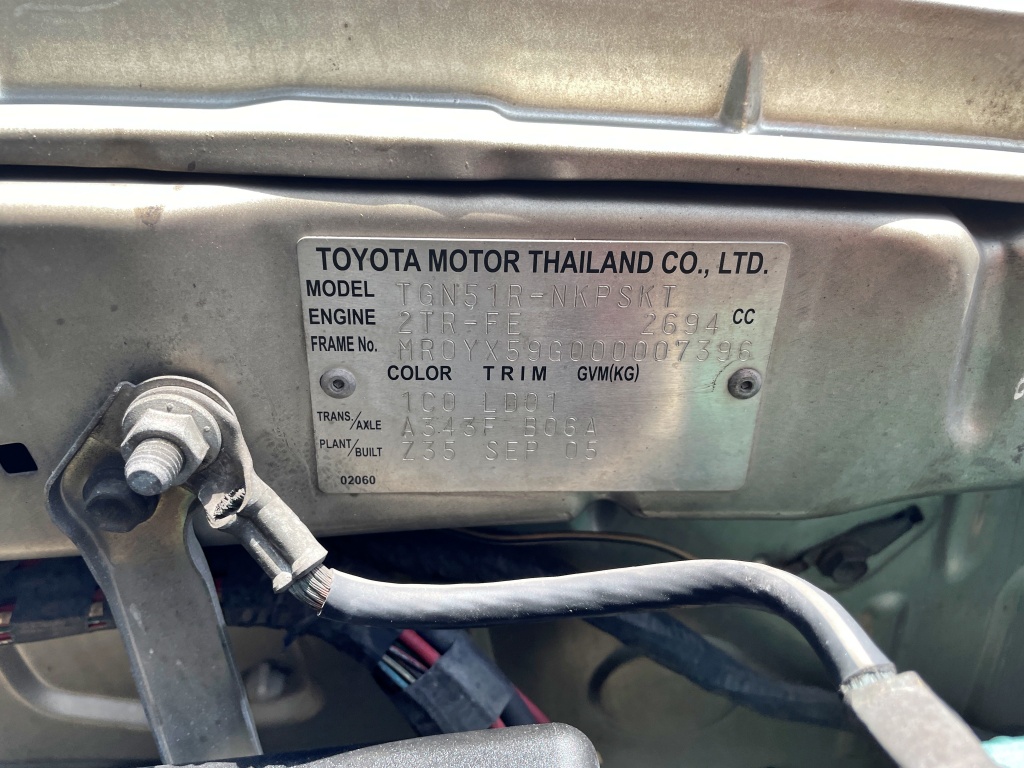 TOYOTA MOTOR THAILAND CO., LTD.
MODEL TGN51R-NKPSKT
ENGINE 2TR-FE 2694 CC
FRAME No. MR0YX59G000007396
COLOR TRIM GVM(KG)
1C0 LD01
TRANS./AXLE A343F B06A
PLANT/BUILT Z35 SEP 05
02060